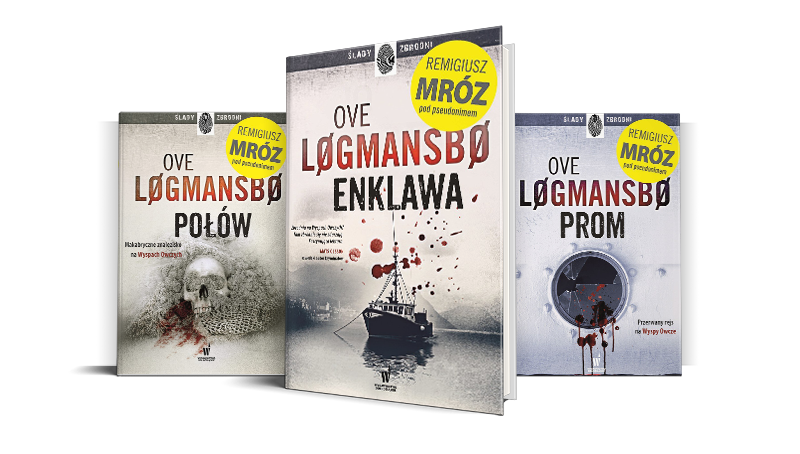 ŚLADY ZBRODNI
REMIGIUSZ
MRÓZ
pod pseudonimem
OVE
LØGMANSBØ
POŁÓW
Makabryczne znalezisko
na Wyspach Owczych
ŚLADY ZBRODNI
REMIGIUSZ
MRÓZ
pod pseudonimem
OVE
LØGMANSBØ
ENKLAWA
ŚLADY ZBRODNI
REMIGIUSZ
MRÓZ
pod pseudonimem
OVE
LØGMANSBØ
PROM
Przerwany rejs
na Wyspy Owcze